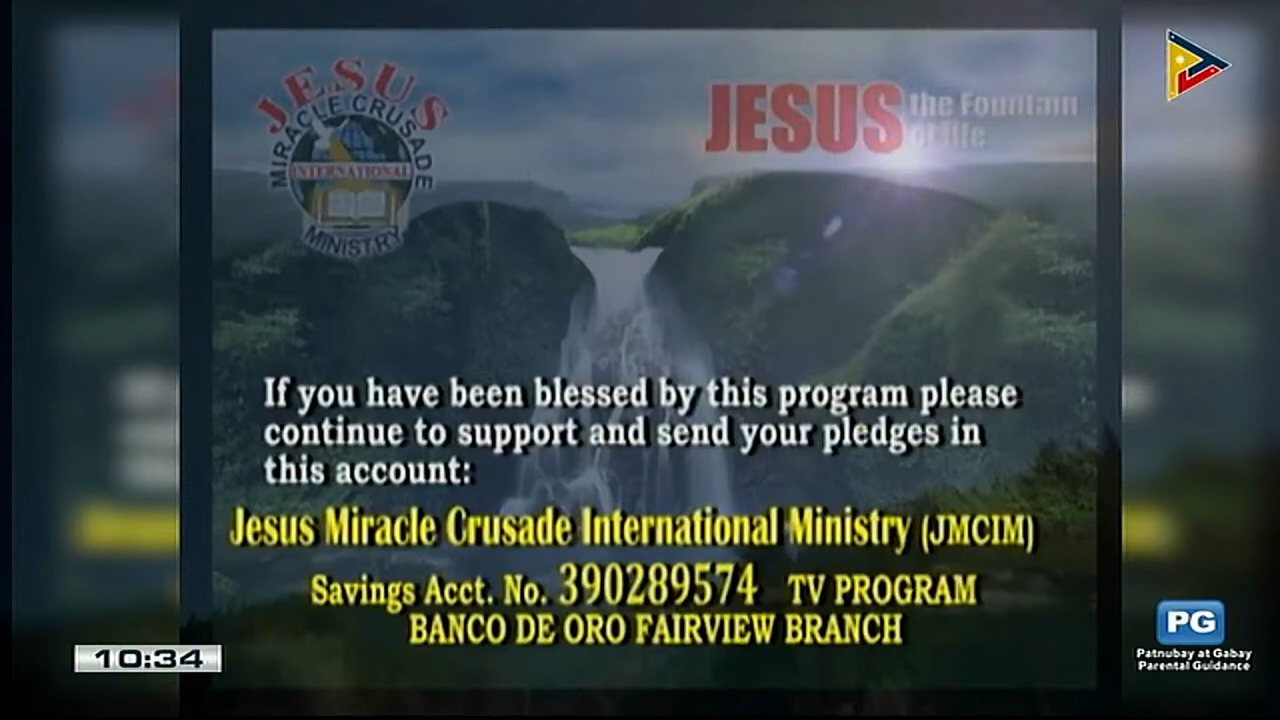 JESUS
MIRACLE CRUSADE
INTERNATIONAL
MINISTRY
JESUS the Fountain
of life
If you have been blessed by this program please
continue to support and send your pledges in
this account:
Jesus Miracle Crusade International Ministry (JMCIM)
Savings Acct. No. 390289574 TV PROGRAM
BANCO DE ORO FAIRVIEW BRANCH
10:34
PG
Patnubay at Gabay
Parental Guidance